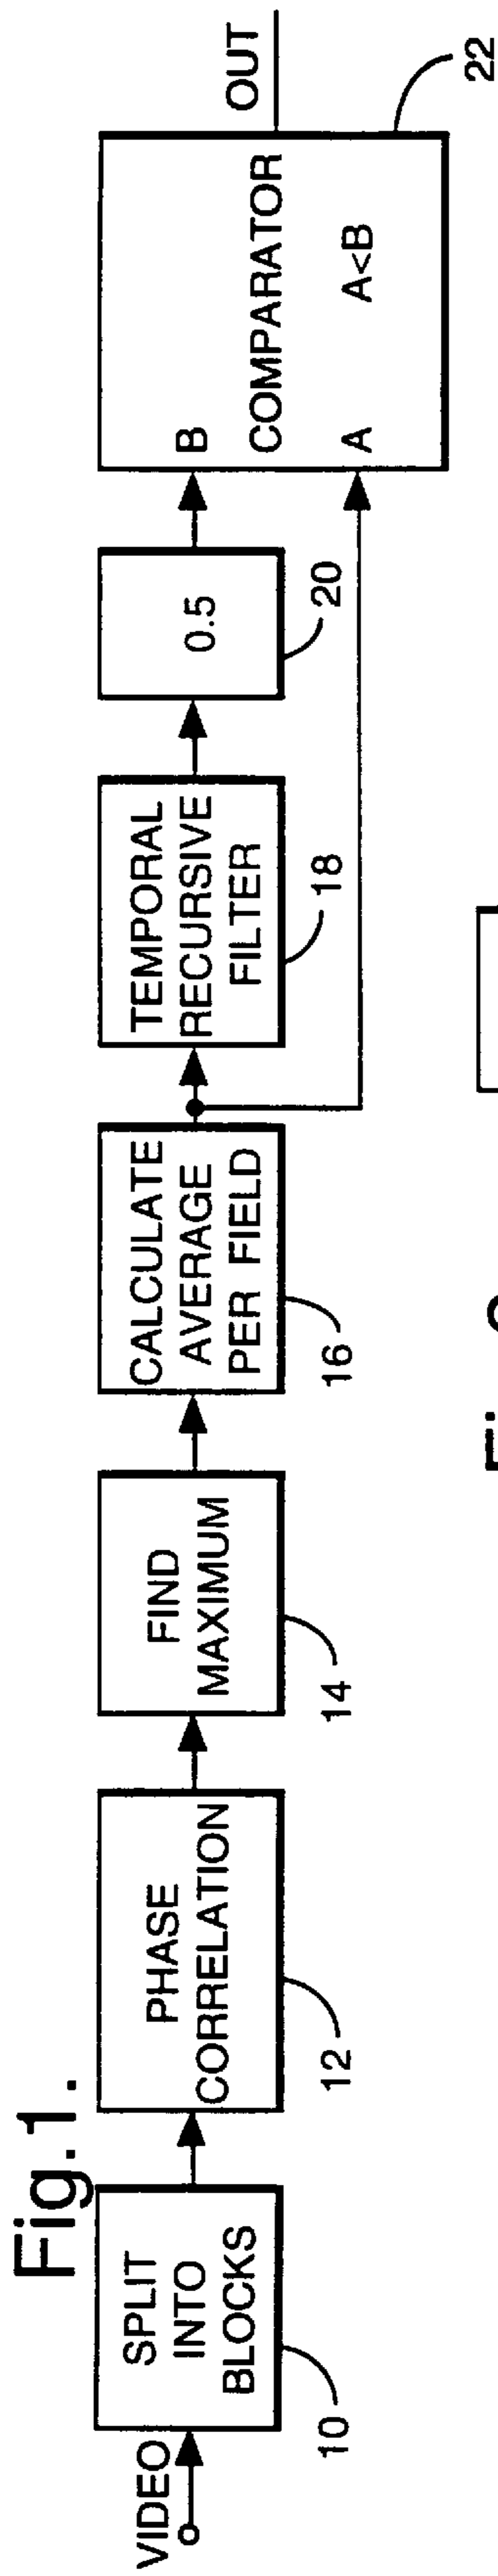 Fig.1.
VIDEO
SPLIT
INTO
BLOCKS
10
PHASE
CORRELATION
12
FIND
MAXIMUM
14
CALCULATE
AVERAGE
PER FIELD
16
TEMPORAL
RECURSIVE
FILTER
18
0.5
20
B
COMPARATOR
A A<B
22
OUT